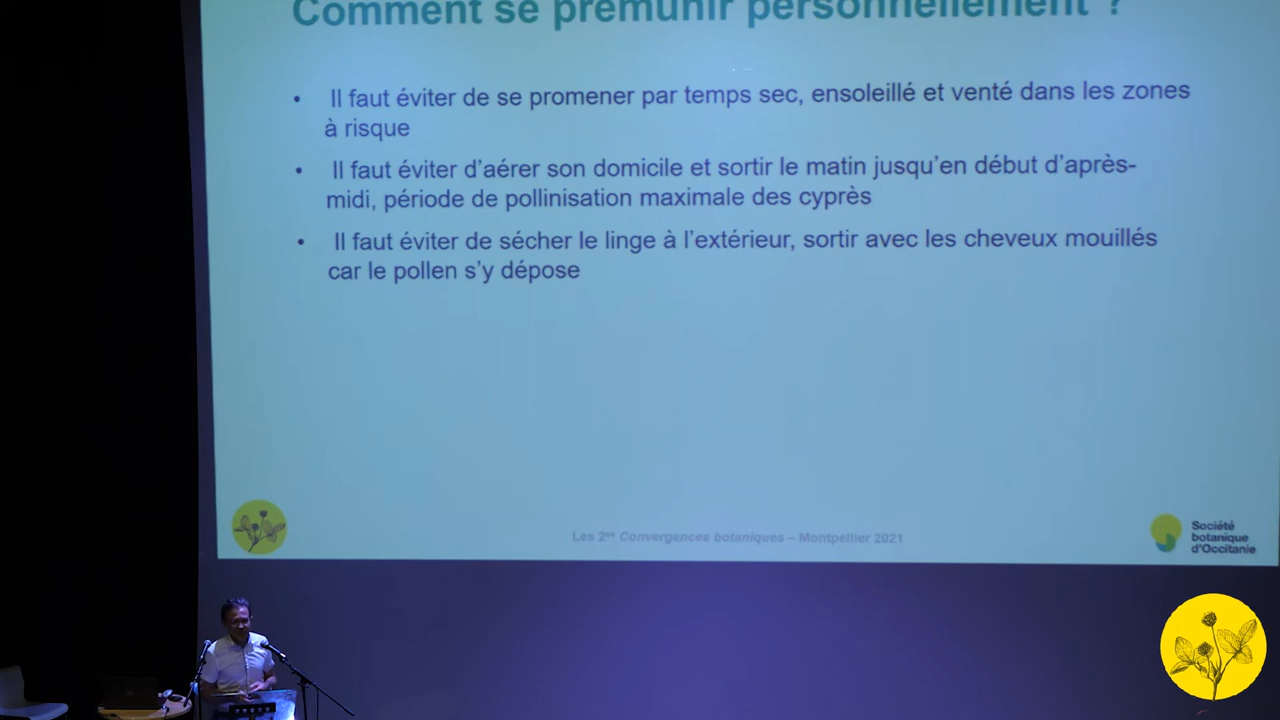 Comment se prémunir personnellement ?
• Il faut éviter de se promener par temps sec, ensoleillé et venté dans les zones
à risque
• Il faut éviter d'aérer son domicile et sortir le matin jusqu'en début d'après-
midi, période de pollinisation maximale des cyprès
• Il faut éviter de sécher le linge à l'extérieur, sortir avec les cheveux mouillés
car le pollen s'y dépose
Les 2es Convergences botaniques – Montpellier 2021
Société
botanique
d'Occitanie